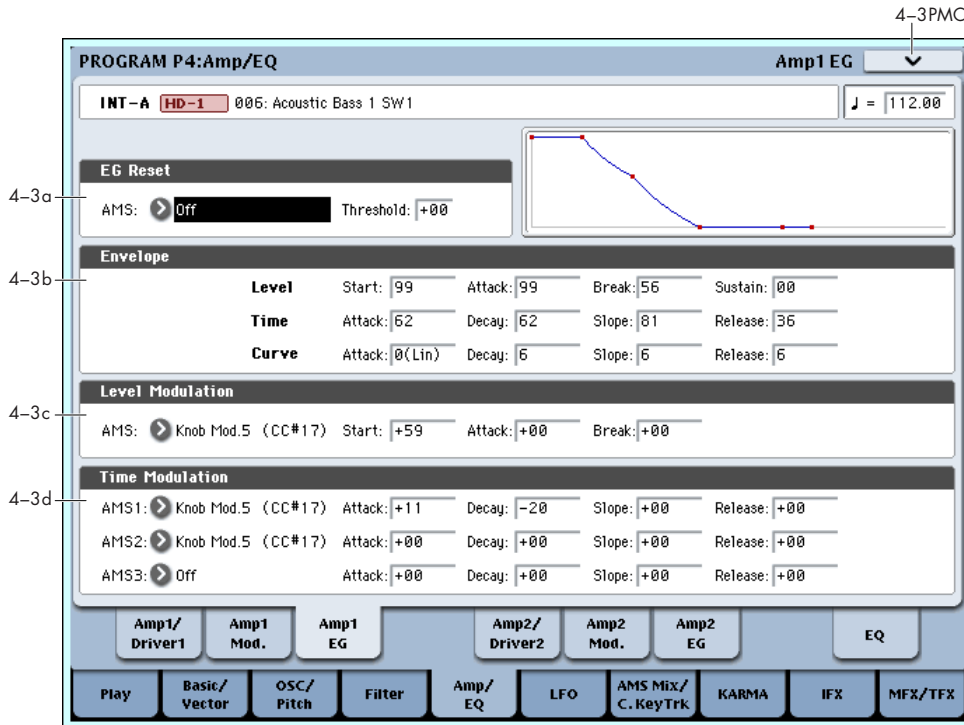 4–3PMC
PROGRAM P4:Amp/EQ Amp1 EG
INT-A HD-1 006: Acoustic Bass 1 SW1 ♩ = 112.00
EG Reset
4–3a AMS: Off Threshold: +00
Envelope
4–3b Level Start: 99 Attack: 99 Break: 56 Sustain: 00
Time Attack: 62 Decay: 62 Slope: 81 Release: 36
Curve Attack: 0(Lin) Decay: 6 Slope: 6 Release: 6
Level Modulation
4–3c AMS: Knob Mod.5 (CC#17) Start: +59 Attack: +00 Break: +00
Time Modulation
4–3d AMS1: Knob Mod.5 (CC#17) Attack: +11 Decay: -20 Slope: +00 Release: +00
AMS2: Knob Mod.5 (CC#17) Attack: +00 Decay: +00 Slope: +00 Release: +00
AMS3: Off Attack: +00 Decay: +00 Slope: +00 Release: +00
Amp1/ Amp1 Amp1 Amp2/ Amp2 Amp2 EQ
Driver1 Mod. EG Driver2 Mod. EG
Play Basic/ OSC/ Filter Amp/ LFO AMS Mix/ KARMA IFX MFX/TFX
Vector Pitch EQ C.KeyTrk